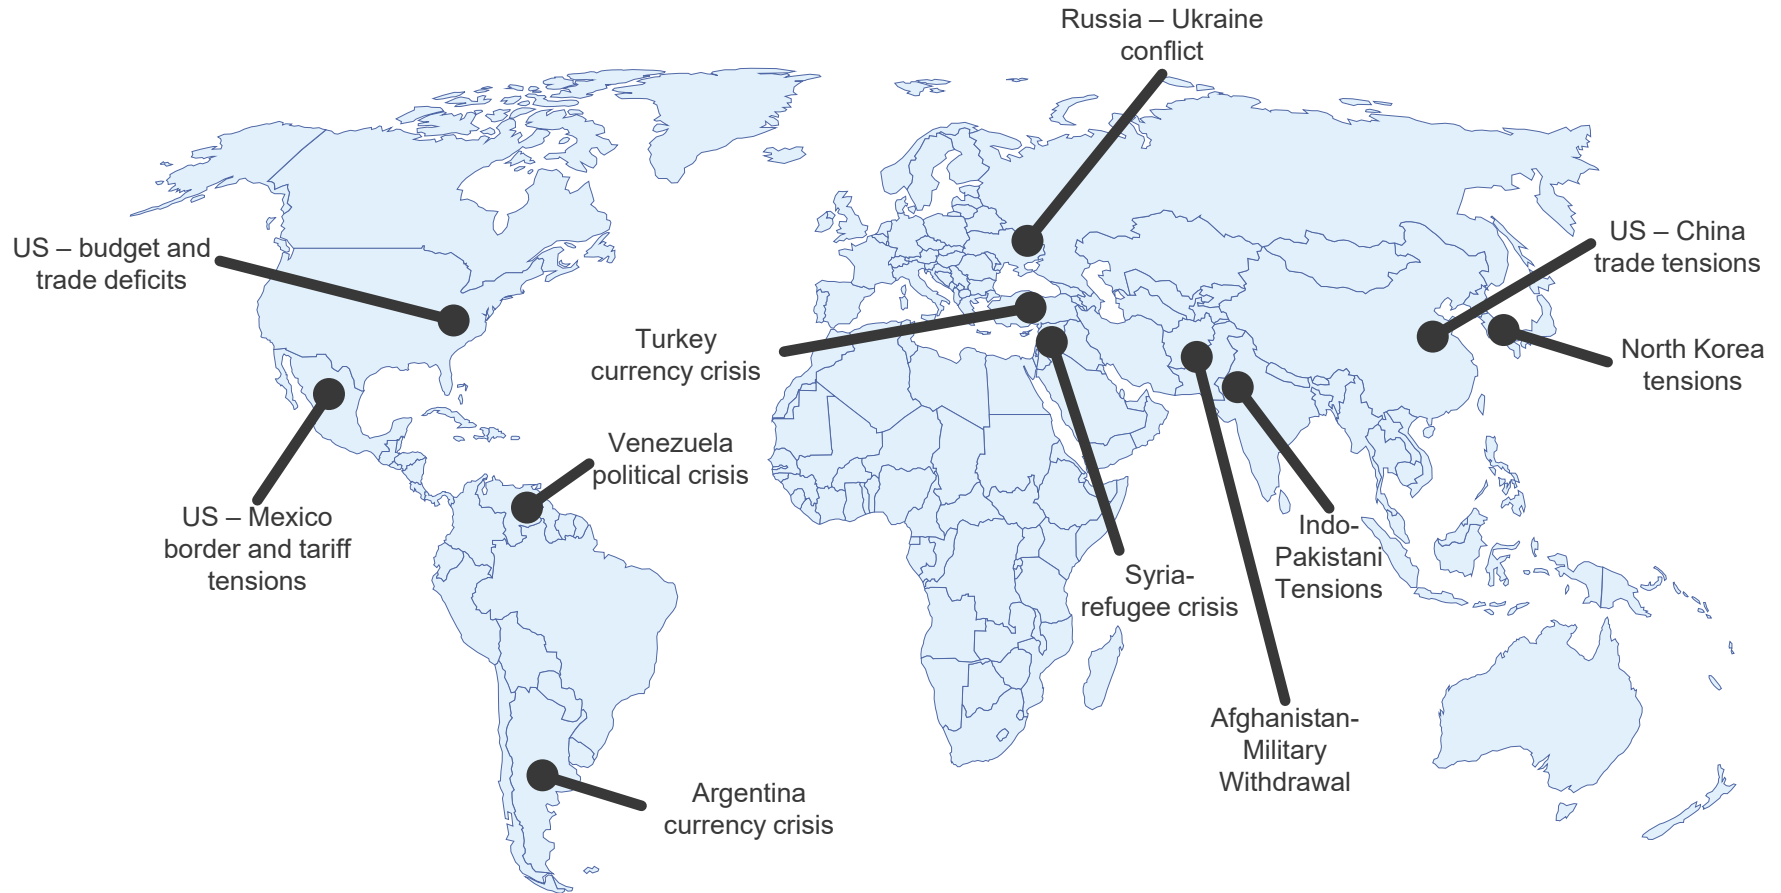 Russia – Ukraine
conflict
US – budget and
trade deficits
US – China
trade tensions
Turkey
currency crisis
North Korea
tensions
Venezuela
political crisis
US – Mexico
border and tariff
tensions
Indo-
Pakistani
Tensions
Syria-
refugee crisis
Afghanistan-
Military
Withdrawal
Argentina
currency crisis